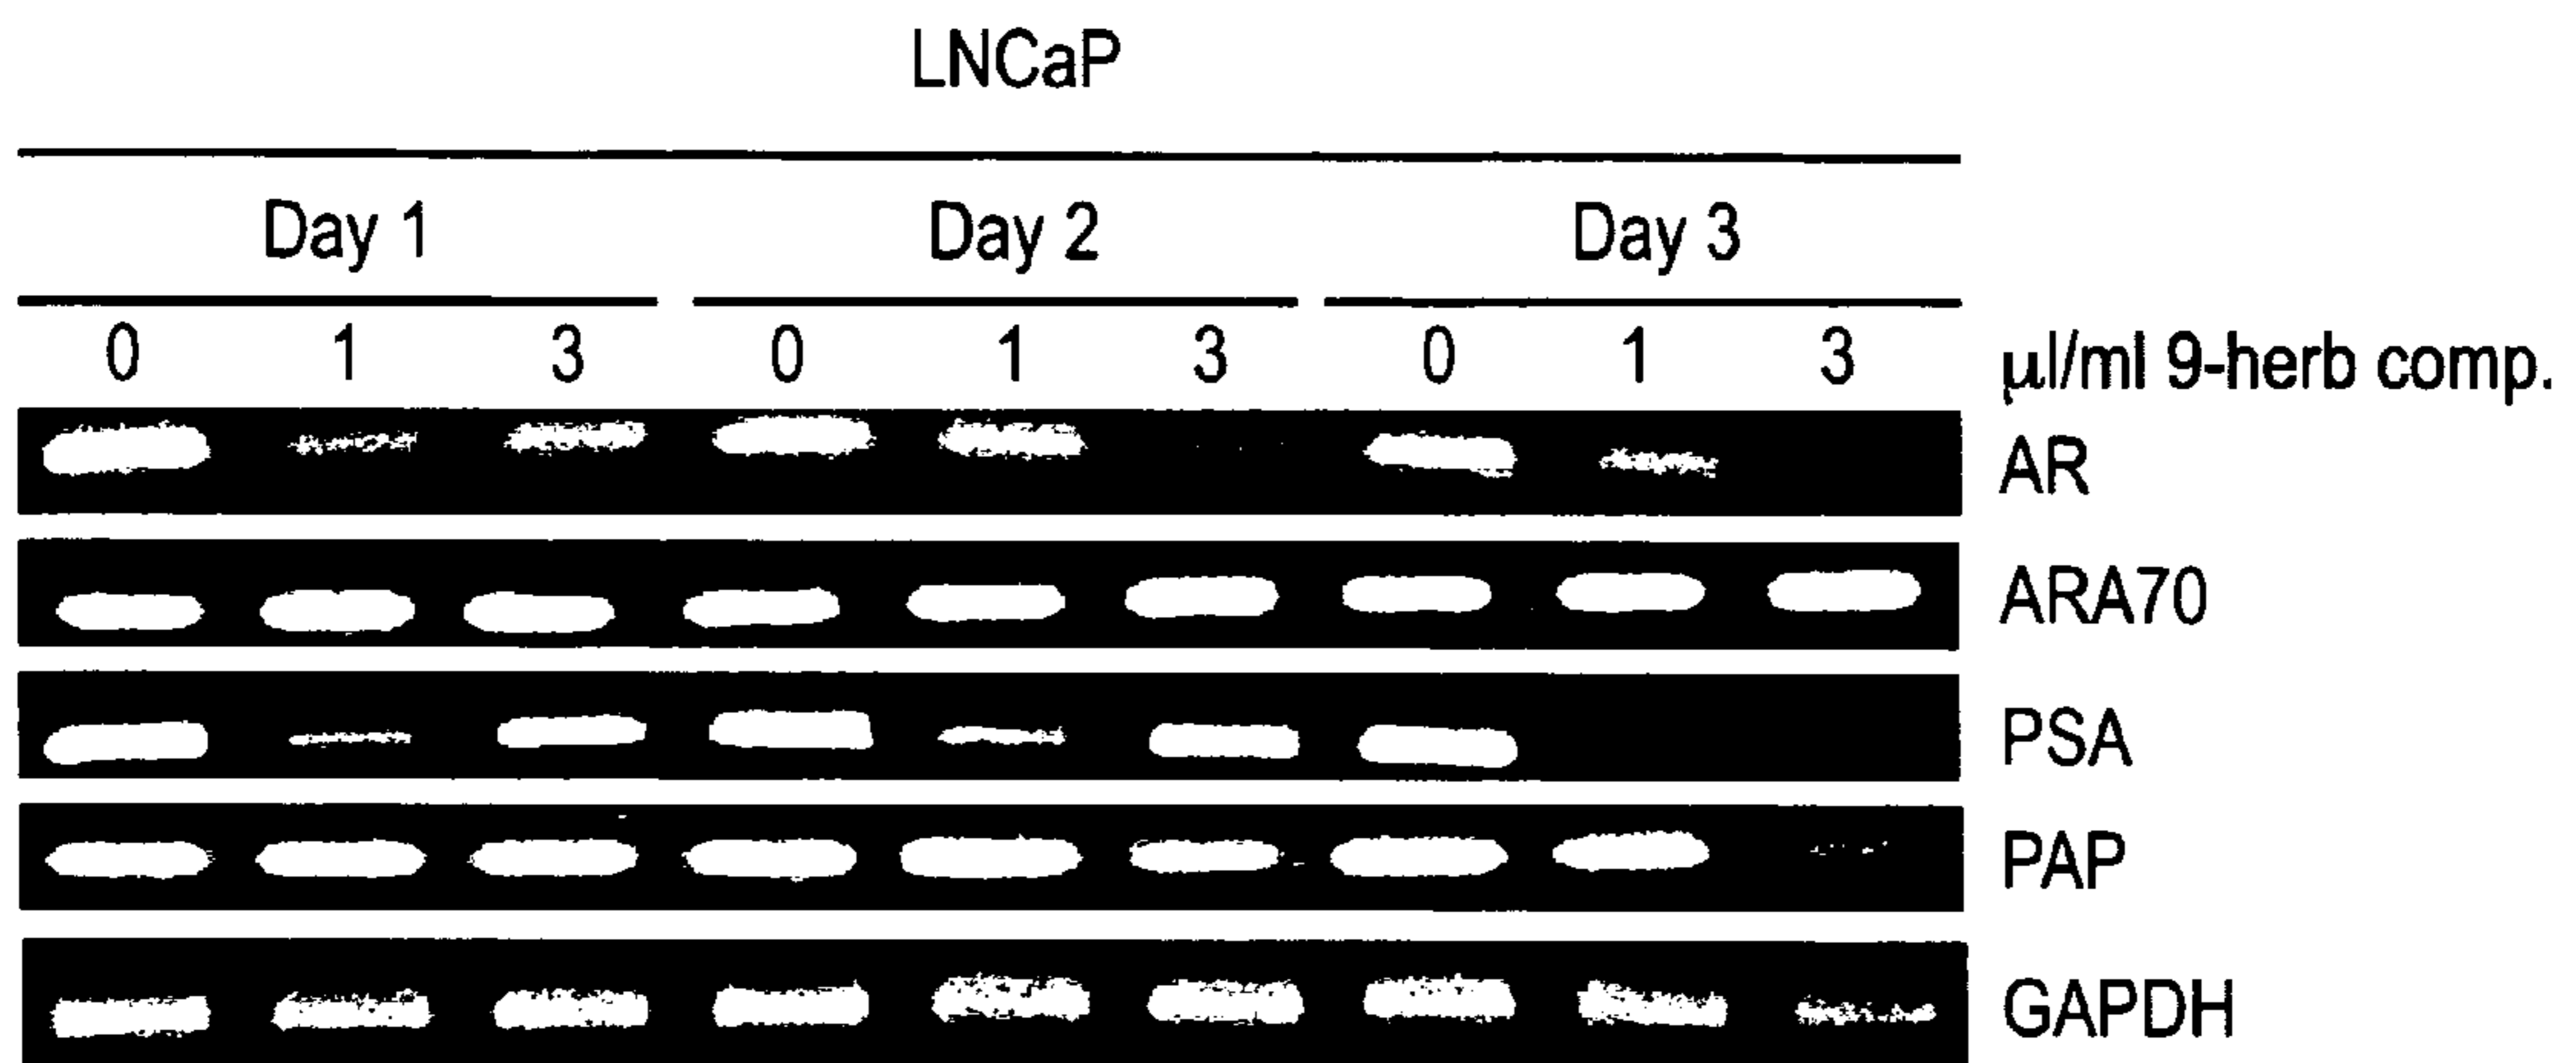 LNCaP
Day 1 Day 2 Day 3
0 1 3 0 1 3 0 1 3 µl/ml 9-herb comp.
AR
ARA70
PSA
PAP
GAPDH